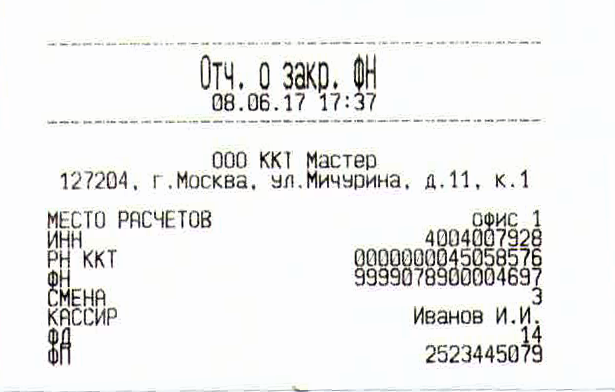 Отч. о закр. ФН
08.06.17 17:37
ООО ККТ Мастер
127204, г.Москва, ул.Мичурина, д.11, к.1
МЕСТО РАСЧЕТОВ офис 1
ИНН 4004007928
РН ККТ 0000000045058576
ФН 9999078900004697
СМЕНА 3
КАССИР Иванов И.И.
ФД 14
ФП 2523445079